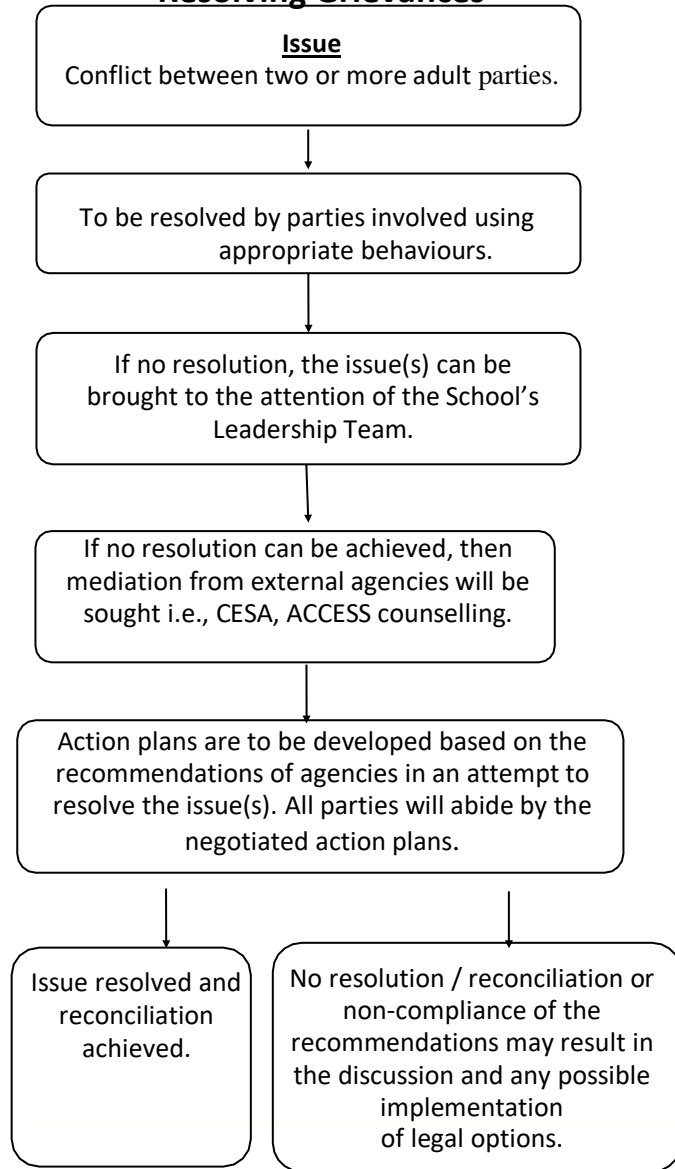 Resolving Grievances
Issue
Conflict between two or more adult parties.
To be resolved by parties involved using
appropriate behaviours.
If no resolution, the issue(s) can be
brought to the attention of the School’s
Leadership Team.
If no resolution can be achieved, then
mediation from external agencies will be
sought i.e., CESA, ACCESS counselling.
Action plans are to be developed based on the
recommendations of agencies in an attempt to
resolve the issue(s). All parties will abide by the
negotiated action plans.
Issue resolved and
reconciliation
achieved.
No resolution / reconciliation or
non-compliance of the
recommendations may result in
the discussion and any possible
implementation
of legal options.